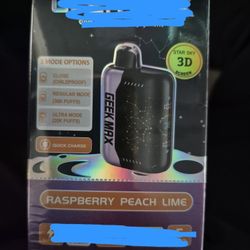 3 MODE OPTIONS
CLOSE
(CHILDPROOF)
REGULAR MODE
ULTRA MODE
QUICK CHARGE
STAR SKY
3D
SCREEN
GEEK MAX
RASPBERRY PEACH LIME